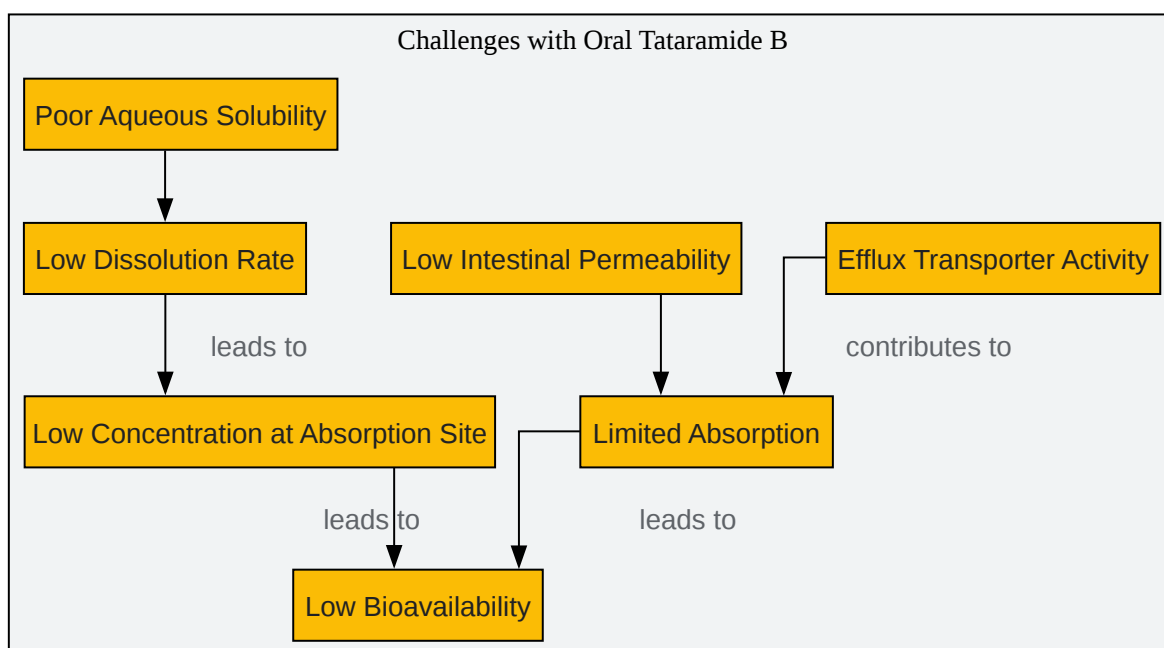 Challenges with Oral Tataramide B
Poor Aqueous Solubility
Low Dissolution Rate
Low Intestinal Permeability
Efflux Transporter Activity
leads to
contributes to
Low Concentration at Absorption Site
Limited Absorption
leads to
leads to
Low Bioavailability